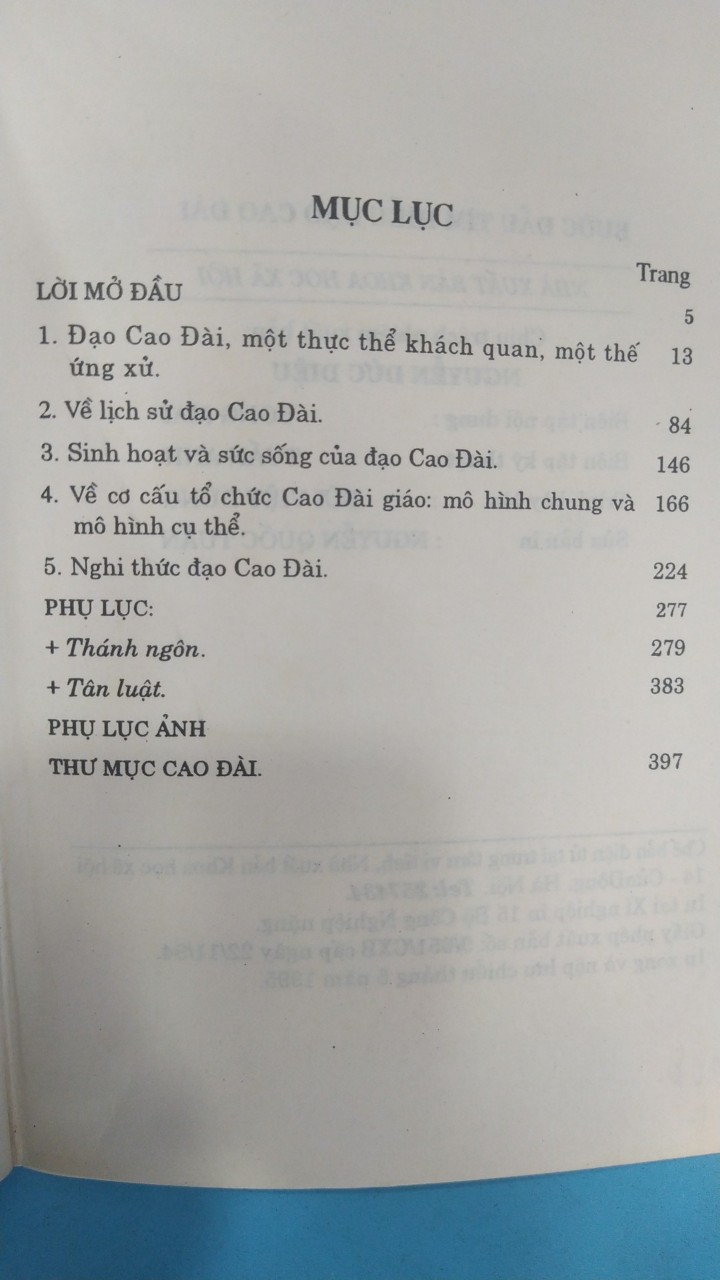 MỤC LỤC
Trang
LỜI MỞ ĐẦU 5
1. Đạo Cao Đài, một thực thể khách quan, một thế 13
ứng xử.
2. Về lịch sử đạo Cao Đài. 84
3. Sinh hoạt và sức sống của đạo Cao Đài. 146
4. Về cơ cấu tổ chức Cao Đài giáo: mô hình chung và 166
mô hình cụ thể.
5. Nghi thức đạo Cao Đài. 224
PHỤ LỤC: 277
+ Thánh ngôn. 279
+ Tân luật. 383
PHỤ LỤC ẢNH
THƯ MỤC CAO ĐÀI. 397